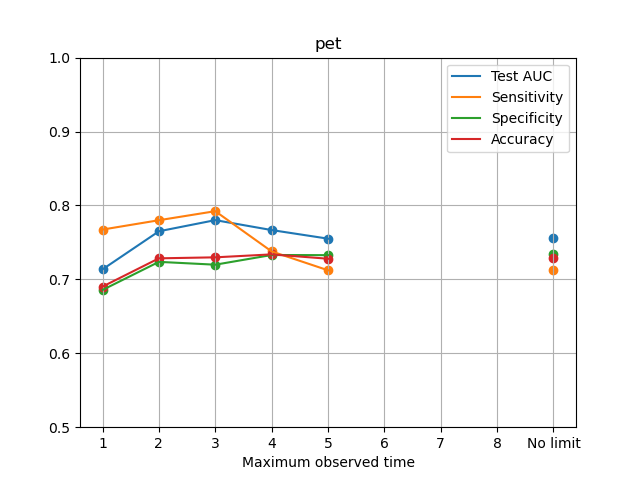 pet
1.0
0.9
0.8
0.7
0.6
0.5
Test AUC
Sensitivity
Specificity
Accuracy
1 2 3 4 5 6 7 8 No limit
Maximum observed time